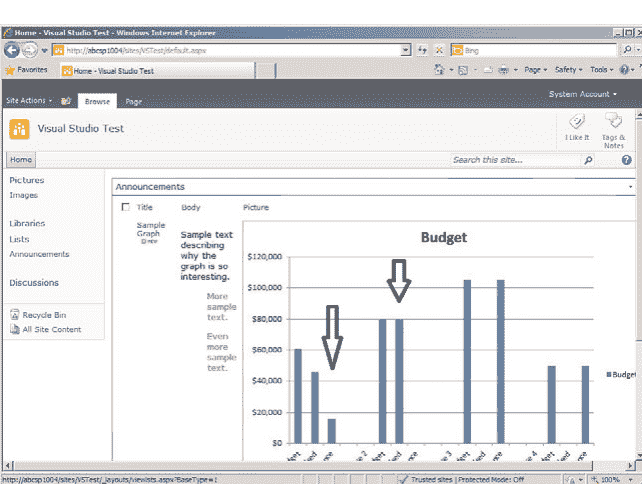 Home - Visual Studio Test - Windows Internet Explorer
http://abcsp1004/sites/VSTest/default.aspx
Bing
Favorites Home - Visual Studio Test
Page Safety Tools
System Account
Site Actions Browse Page
Visual Studio Test
I Like It Tags & Notes
Home
Search this site...
Pictures
Images
Libraries
Lists
Announcements
Discussions
Recycle Bin
All Site Content
Announcements
Title Body Picture
Sample
Graph
Sample text
describing
why the
graph is so
interesting.
More
sample
text.
Even
more
sample
text.
Budget
$120,000
$100,000
$80,000
$60,000
$40,000
$20,000
$0
Budget
http://abcsp1004/sites/VSTest/_layouts/viewlsts.aspx?BaseType=1
Trusted sites | Protected Mode: Off
100%